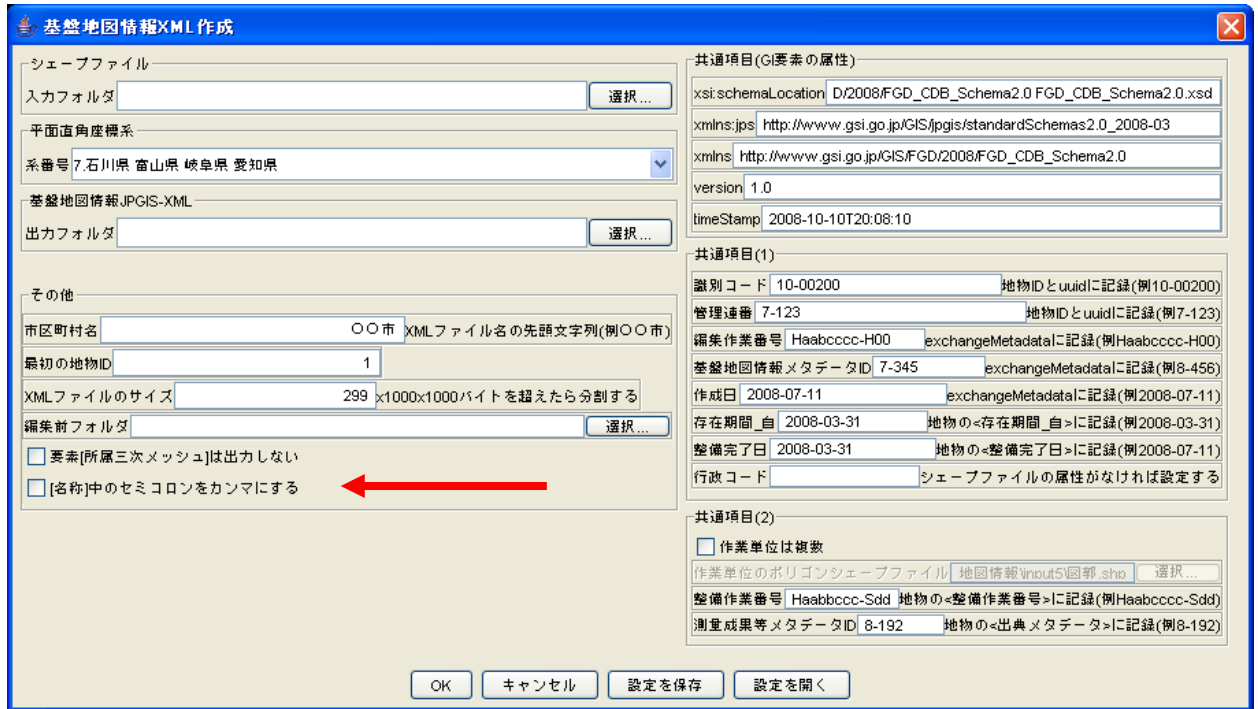 基盤地図情報XML作成
シェープファイル
入力フォルダ 選択...
平面直角座標系
系番号 7.石川県 富山県 岐阜県 愛知県
基盤地図情報JPGIS-XML
出力フォルダ 選択...
その他
市区町村名 〇〇市 XMLファイル名の先頭文字列(例〇〇市)
最初の地物ID 1
XMLファイルのサイズ 299 x1000x1000バイトを超えたら分割する
編集前フォルダ 選択...
要素[所属三次メッシュ]は出力しない
[名称]中のセミコロンをカンマにする
共通項目(GI要素の属性)
xsi:schemaLocation D/2008/FGD_CDB_Schema2.0 FGD_CDB_Schema2.0.xsd
xmlns:jps http://www.gsi.go.jp/GIS/jpgis/standardSchemas2.0_2008-03
xmlns http://www.gsi.go.jp/GIS/FGD/2008/FGD_CDB_Schema2.0
version 1.0
timeStamp 2008-10-10T20:08:10
共通項目(1)
識別コード 10-00200 地物IDとuuidに記録(例10-00200)
管理連番 7-123 地物IDとuuidに記録(例7-123)
編集作業番号 Haabcccc-H00 exchangeMetadataに記録(例Haabcccc-H00)
基盤地図情報メタデータID 7-345 exchangeMetadataに記録(例8-456)
作成日 2008-07-11 exchangeMetadataに記録(例2008-07-11)
存在期間_自 2008-03-31 地物の<存在期間_自>に記録(例2008-03-31)
整備完了日 2008-03-31 地物の<整備完了日>に記録(例2008-07-11)
行政コード シェープファイルの属性がなければ設定する
共通項目(2)
作業単位は複数
作業単位のポリゴンシェープファイル 地図情報\input5\図郭.shp 選択...
整備作業番号 Haabbccc-Sdd 地物の<整備作業番号>に記録(例Haabcccc-Sdd)
測量成果等メタデータID 8-192 地物の<出典メタデータ>に記録(例8-192)
OK キャンセル 設定を保存 設定を開く